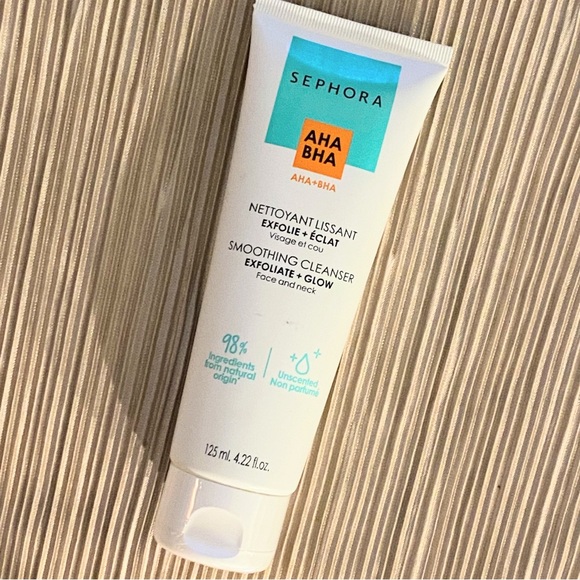 SEPHORA
AHA
BHA
AHA+BHA
NETTOYANT LISSANT
EXFOLIE + ÉCLAT
Visage et cou
SMOOTHING CLEANSER
EXFOLIATE + GLOW
Face and neck
98%
Ingredients
from natural
origin
Unscented
Non parfumé
125 ml. 4.22 fl.oz.